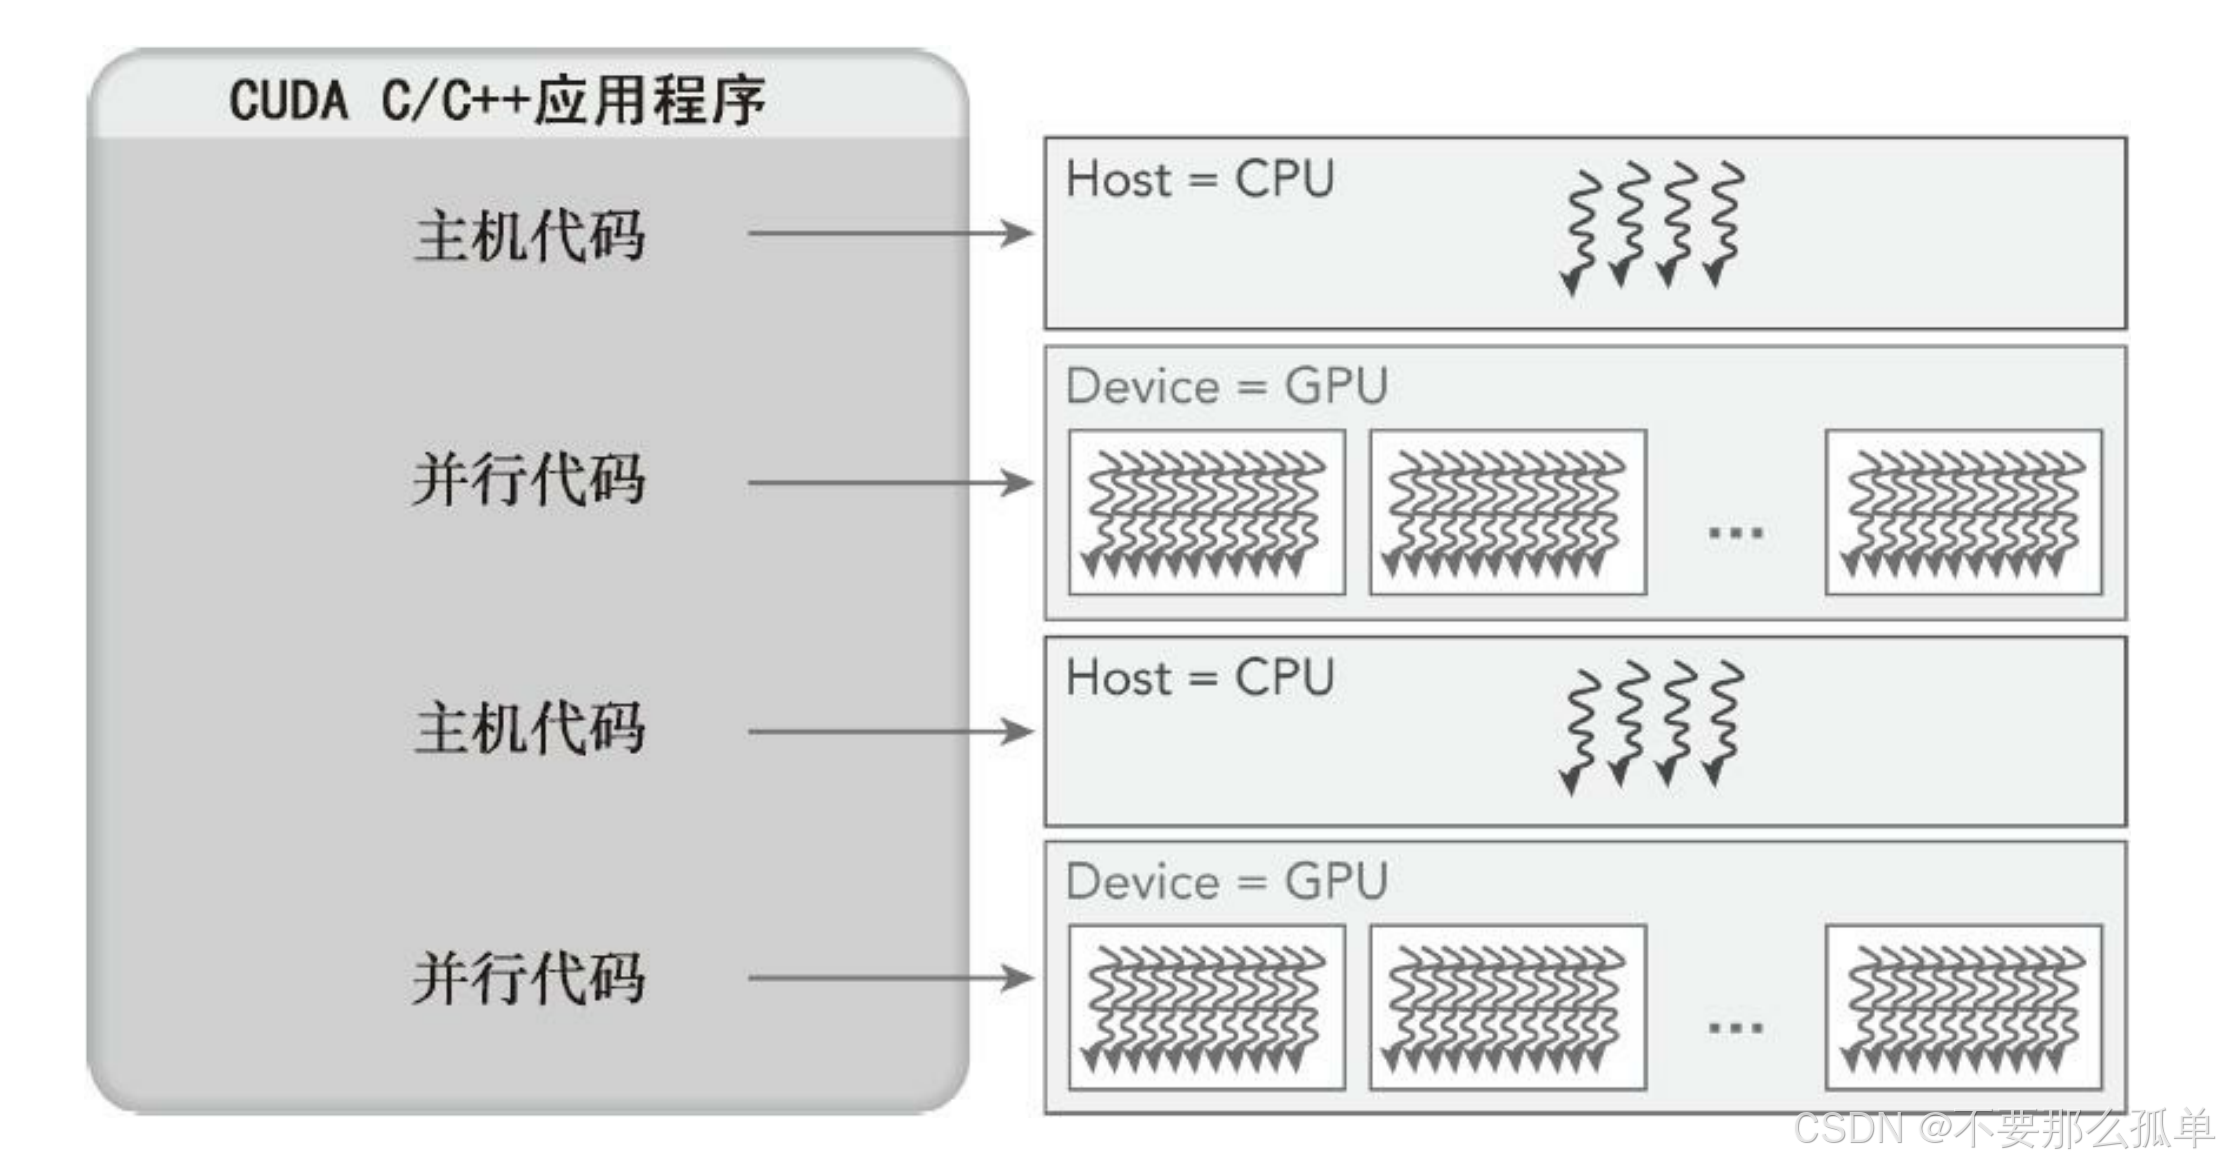 CUDA C/C++应用程序
主机代码
Host = CPU
并行代码
Device = GPU
...
主机代码
Host = CPU
并行代码
Device = GPU
...
CSDN @不要那么孤单